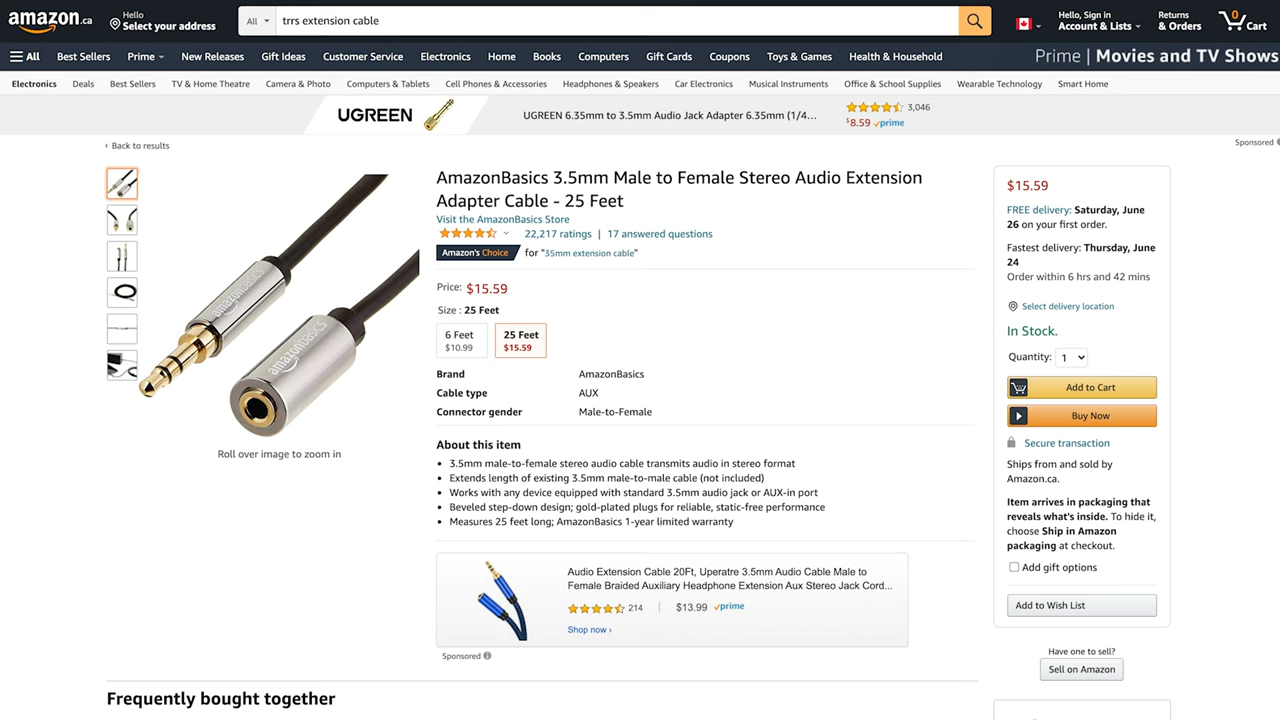 amazon.ca
Hello
Select your address
All
trrs extension cable
Hello, Sign in
Account & Lists
Returns
& Orders
0
Cart
All
Best Sellers
Prime
New Releases
Gift Ideas
Customer Service
Electronics
Home
Books
Computers
Gift Cards
Coupons
Toys & Games
Health & Household
Prime | Movies and TV Shows
Electronics
Deals
Best Sellers
TV & Home Theatre
Camera & Photo
Computers & Tablets
Cell Phones & Accessories
Headphones & Speakers
Car Electronics
Musical Instruments
Office & School Supplies
Wearable Technology
Smart Home
UGREEN
UGREEN 6.35mm to 3.5mm Audio Jack Adapter 6.35mm (1/4...
3,046
$8.59 prime
Sponsored
‹ Back to results
AmazonBasics 3.5mm Male to Female Stereo Audio Extension
Adapter Cable - 25 Feet
Visit the AmazonBasics Store
22,217 ratings | 17 answered questions
Amazon's Choice for "35mm extension cable"
Price: $15.59
Size : 25 Feet
6 Feet
$10.99
25 Feet
$15.59
Brand AmazonBasics
Cable type AUX
Connector gender Male-to-Female
About this item
• 3.5mm male-to-female stereo audio cable transmits audio in stereo format
• Extends length of existing 3.5mm male-to-male cable (not included)
• Works with any device equipped with standard 3.5mm audio jack or AUX-in port
• Beveled step-down design; gold-plated plugs for reliable, static-free performance
• Measures 25 feet long; AmazonBasics 1-year limited warranty
amazonbasics
amazonbasics
Roll over image to zoom in
Audio Extension Cable 20Ft, Uperatre 3.5mm Audio Cable Male to
Female Braided Auxiliary Headphone Extension Aux Stereo Jack Cord...
214 | $13.99 prime
Shop now ›
Sponsored
$15.59
FREE delivery: Saturday, June
26 on your first order.
Fastest delivery: Thursday, June
24
Order within 6 hrs and 42 mins
Select delivery location
In Stock.
Quantity: 1
Add to Cart
Buy Now
Secure transaction
Ships from and sold by
Amazon.ca.
Item arrives in packaging that
reveals what's inside. To hide it,
choose Ship in Amazon
packaging at checkout.
Add gift options
Add to Wish List
Have one to sell?
Sell on Amazon
Frequently bought together